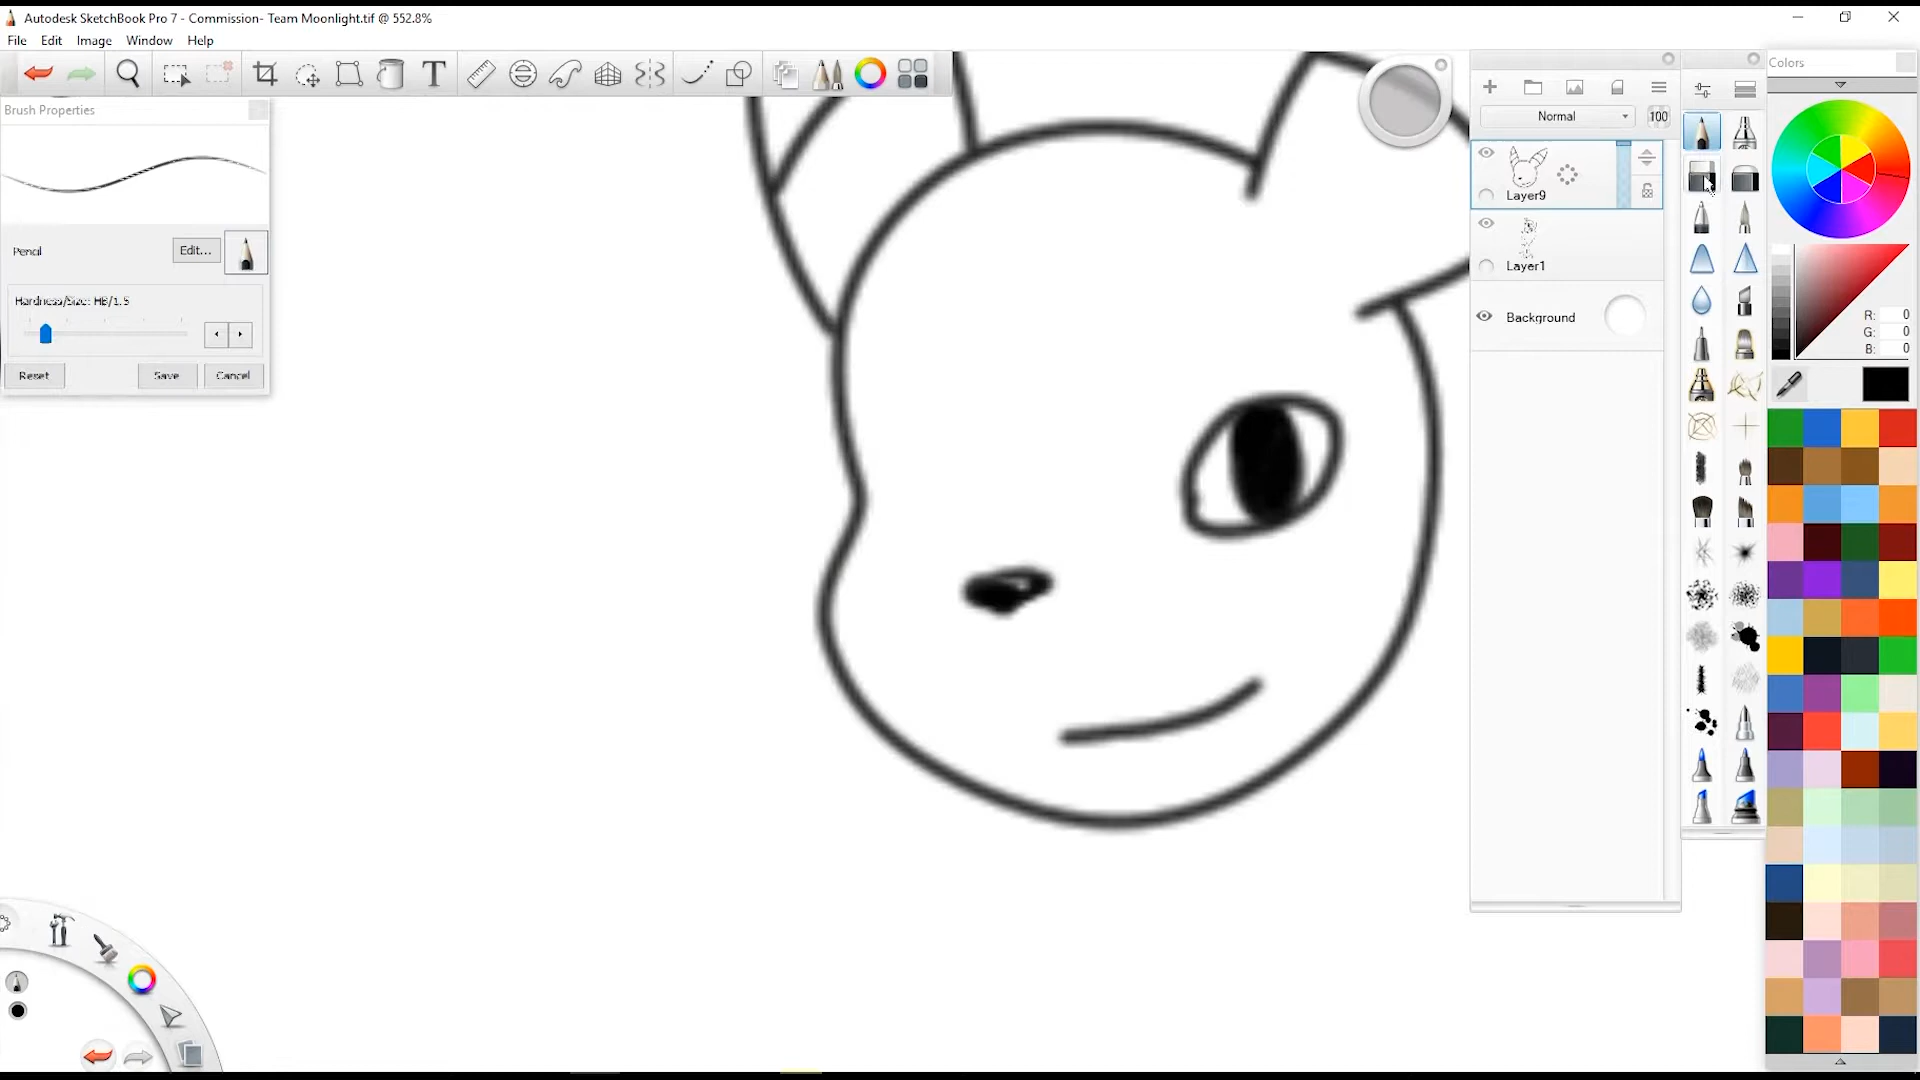 Autodesk SketchBook Pro 7 - Commission- Team Moonlight.tif @ 552.8%
File Edit Image Window Help
Brush Properties
Pencil
Edit...
Hardness/Size: HB/1.5
Reset Save Cancel
Normal 100
Layer9
Layer1
Background
Colors
R: 0
G: 0
B: 0